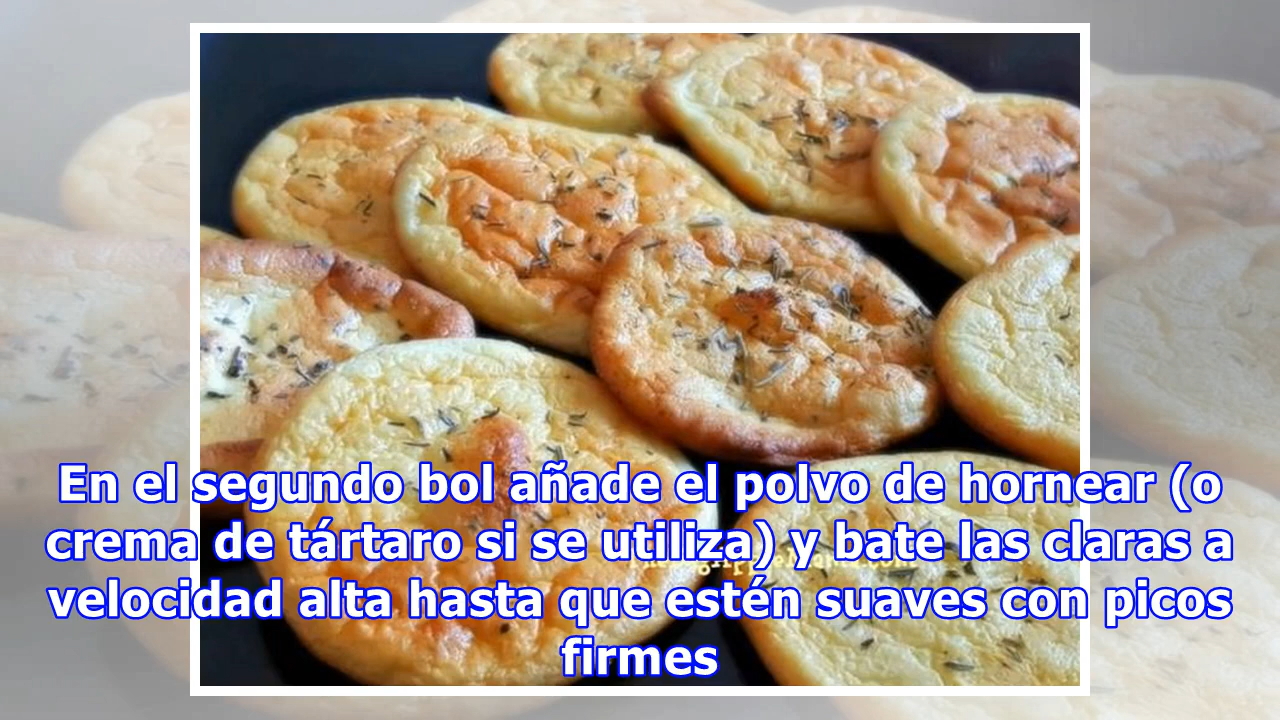 En el segundo bol añade el polvo de hornear (o
crema de tártaro si se utiliza) y bate las claras a
velocidad alta hasta que estén suaves con picos
firmes